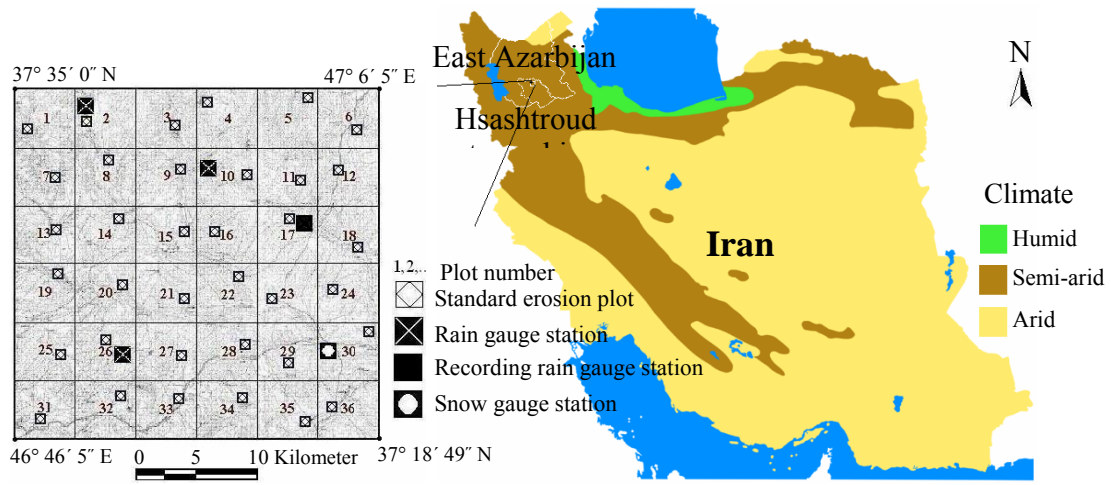 37° 35´ 0˝ N
47° 6´ 5˝ E
1 2 3 4 5 6
7 8 9 10 11 12
13 14 15 16 17 18
19 20 21 22 23 24
25 26 27 28 29 30
31 32 33 34 35 36
46° 46´ 5˝ E
37° 18´ 49˝ N
0 5 10 Kilometer
1,2,.. Plot number
Standard erosion plot
Rain gauge station
Recording rain gauge station
Snow gauge station
East Azarbijan
Hsashtroud
Iran
N
Climate
Humid
Semi-arid
Arid